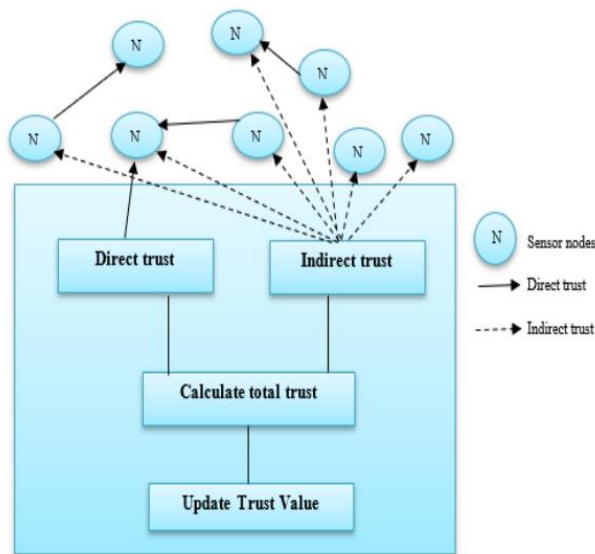 N
N
N
N
N
N
N
N
Direct trust
Indirect trust
Calculate total trust
Update Trust Value
N
Sensor nodes
Direct trust
Indirect trust